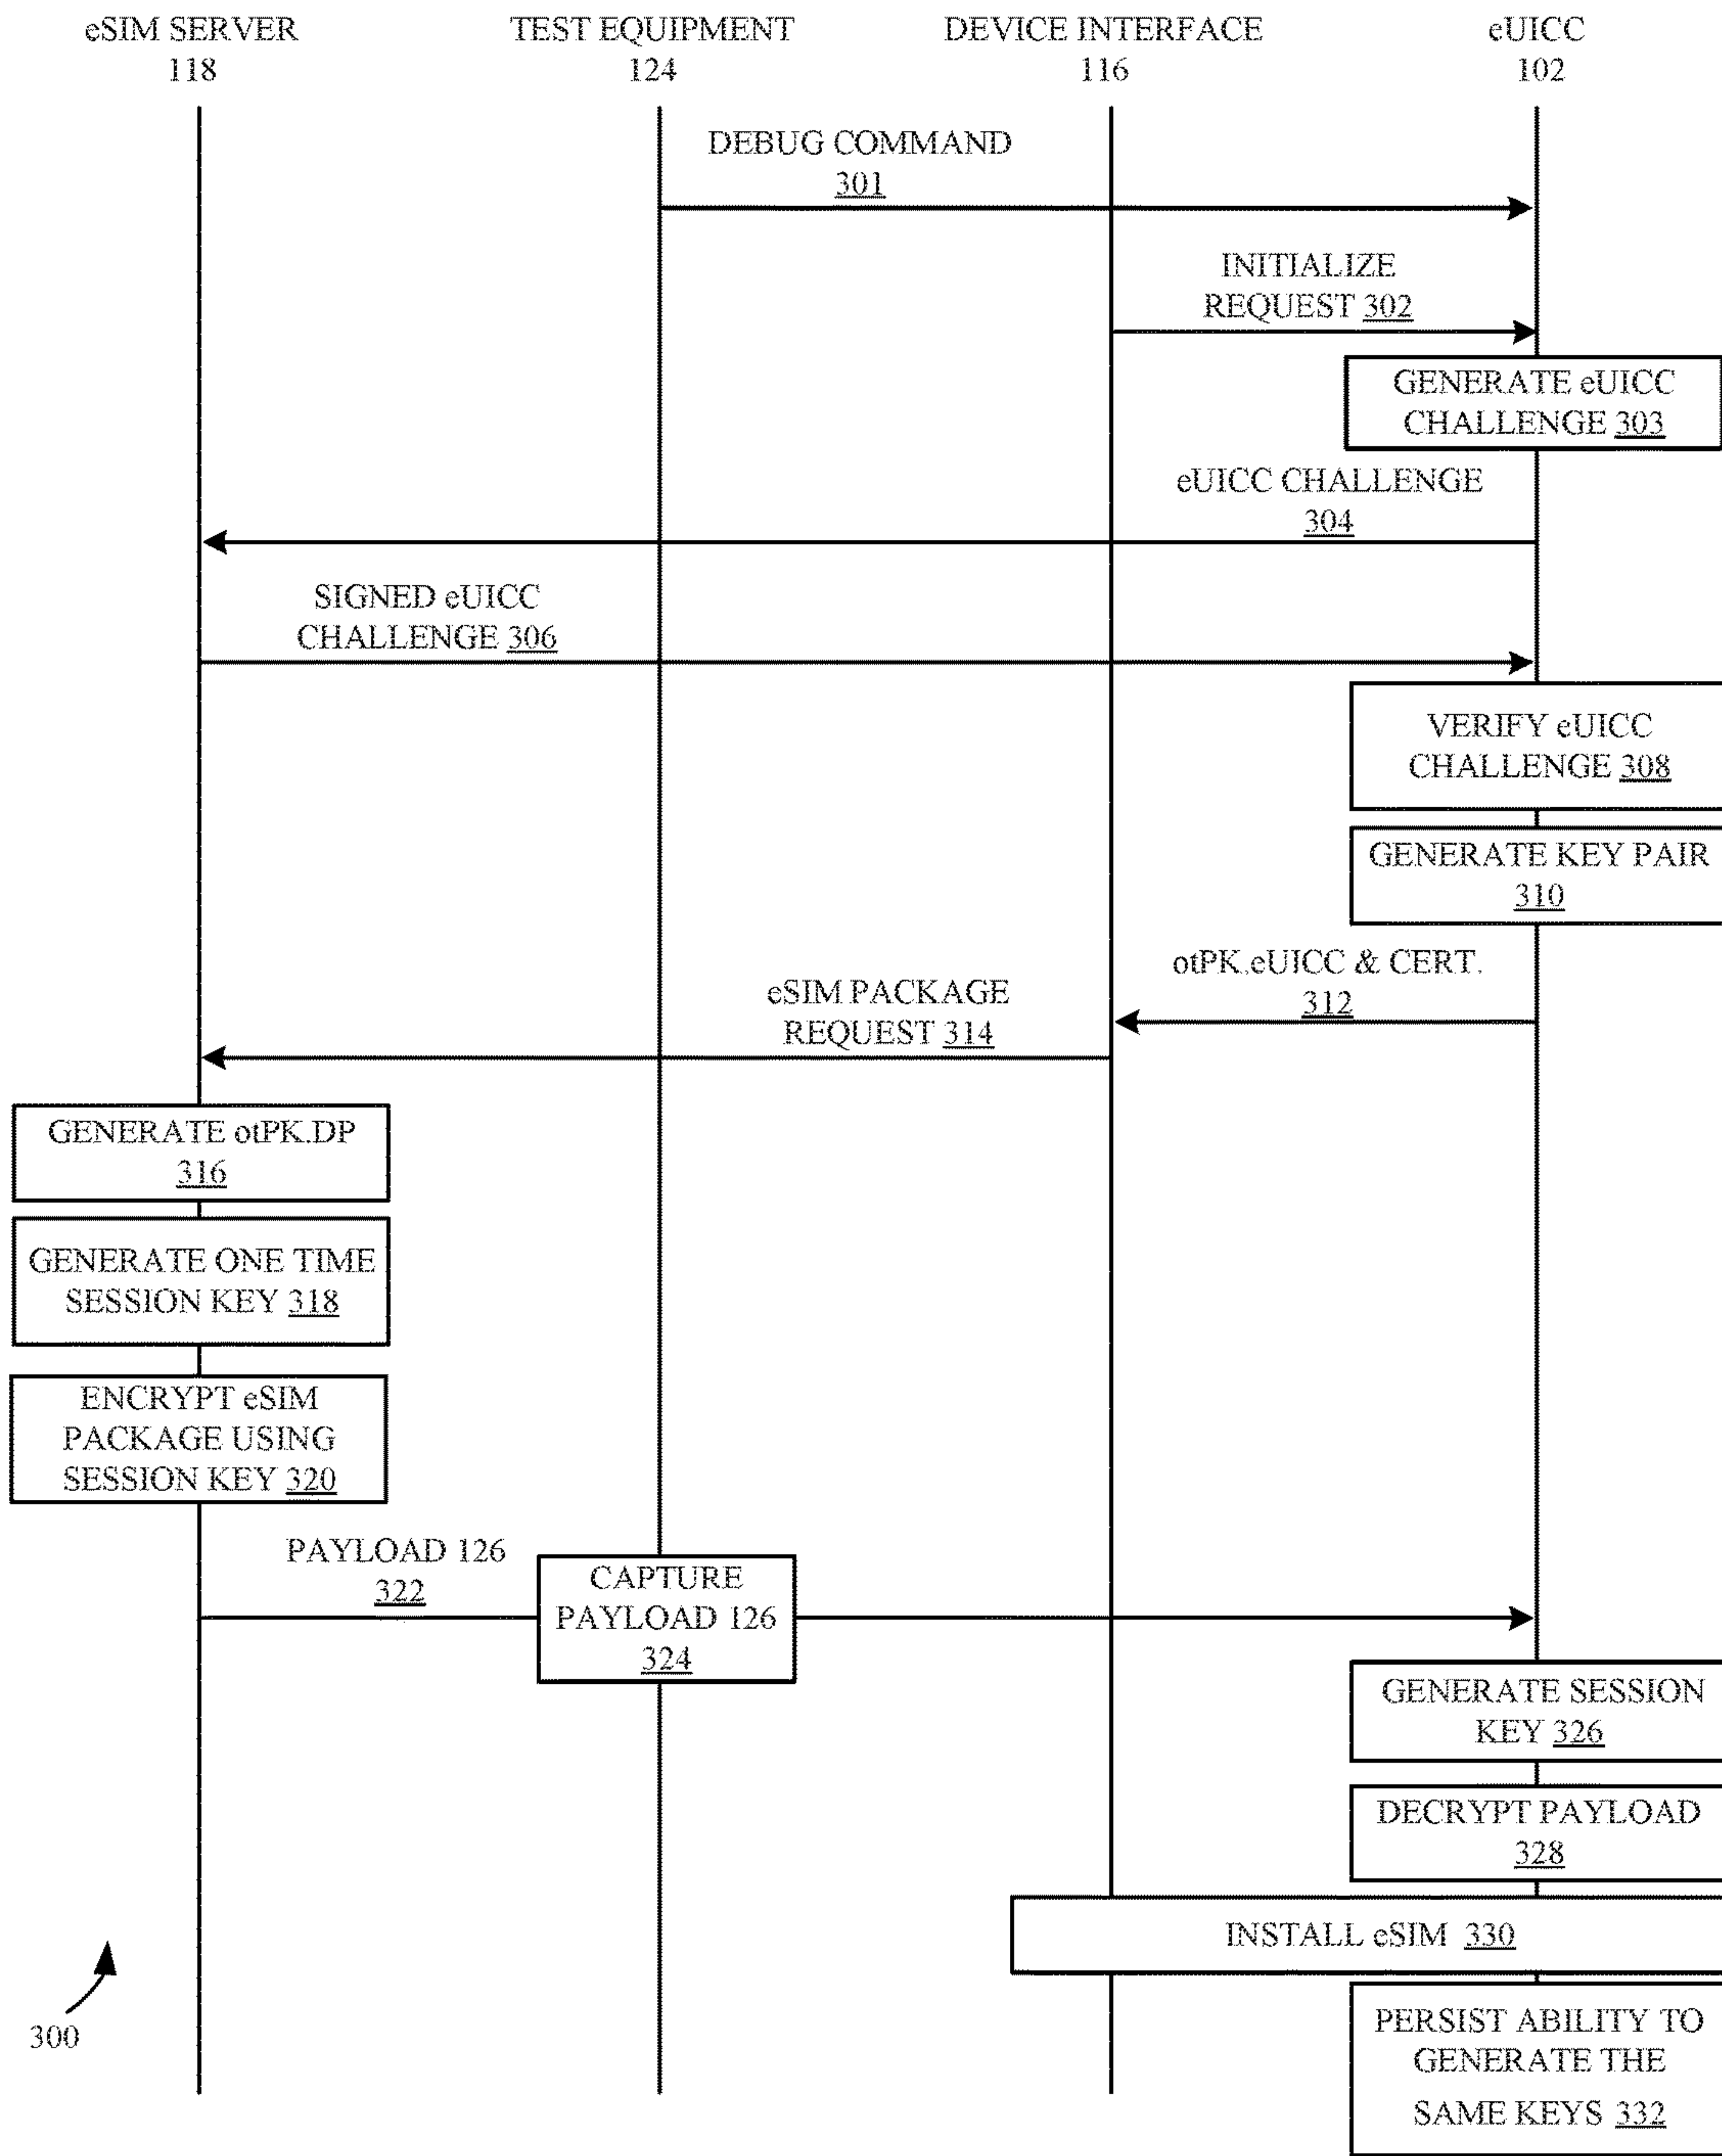 eSIM SERVER
118
TEST EQUIPMENT
124
DEVICE INTERFACE
116
eUICC
102
DEBUG COMMAND
301
INITIALIZE
REQUEST 302
GENERATE eUICC
CHALLENGE 303
eUICC CHALLENGE
304
SIGNED eUICC
CHALLENGE 306
VERIFY eUICC
CHALLENGE 308
GENERATE KEY PAIR
310
otPK.eUICC & CERT.
312
eSIM PACKAGE
REQUEST 314
GENERATE otPK.DP
316
GENERATE ONE TIME
SESSION KEY 318
ENCRYPT eSIM
PACKAGE USING
SESSION KEY 320
PAYLOAD 126
322
CAPTURE
PAYLOAD 126
324
GENERATE SESSION
KEY 326
DECRYPT PAYLOAD
328
INSTALL eSIM 330
PERSIST ABILITY TO
GENERATE THE
SAME KEYS 332
300